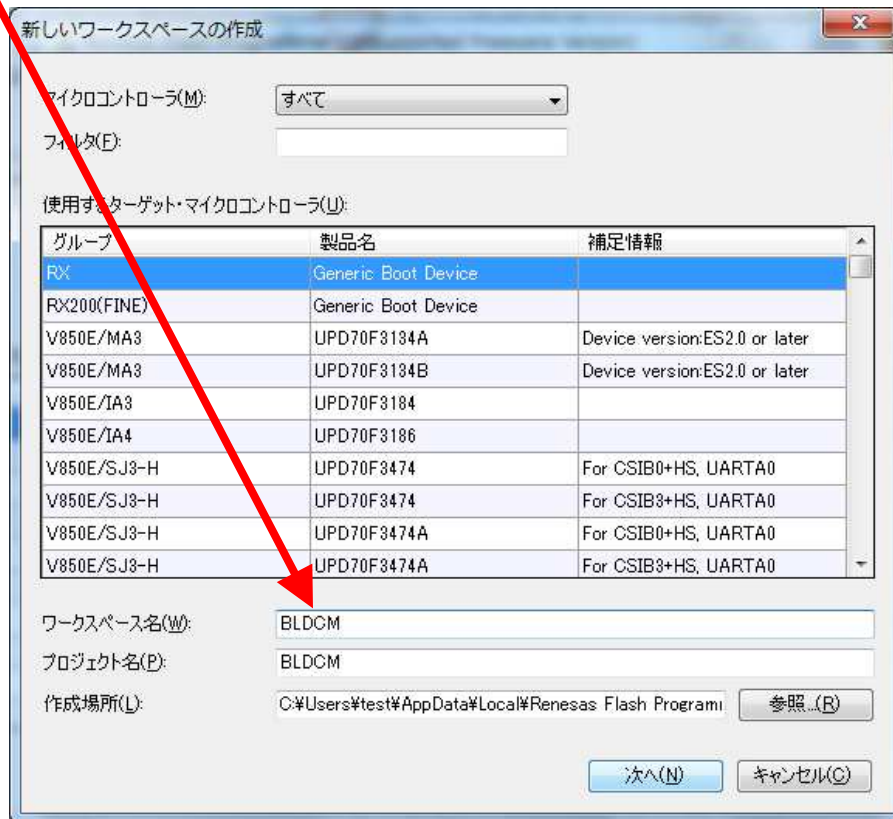 新しいワークスペースの作成
マイクロコントローラ(M): すべて
フィルタ(F):
使用するターゲット・マイクロコントローラ(U):
グループ 製品名 補足情報
RX Generic Boot Device
RX200(FINE) Generic Boot Device
V850E/MA3 UPD70F3134A Device version:ES2.0 or later
V850E/MA3 UPD70F3134B Device version:ES2.0 or later
V850E/IA3 UPD70F3184
V850E/IA4 UPD70F3186
V850E/SJ3-H UPD70F3474 For CSIB0+HS, UARTA0
V850E/SJ3-H UPD70F3474 For CSIB3+HS, UARTA0
V850E/SJ3-H UPD70F3474A For CSIB0+HS, UARTA0
V850E/SJ3-H UPD70F3474A For CSIB3+HS, UARTA0
ワークスペース名(W): BLDCM
プロジェクト名(P): BLDCM
作成場所(L): C:¥Users¥test¥AppData¥Local¥Renesas Flash Program 参照...(R)
次へ(N) キャンセル(C)